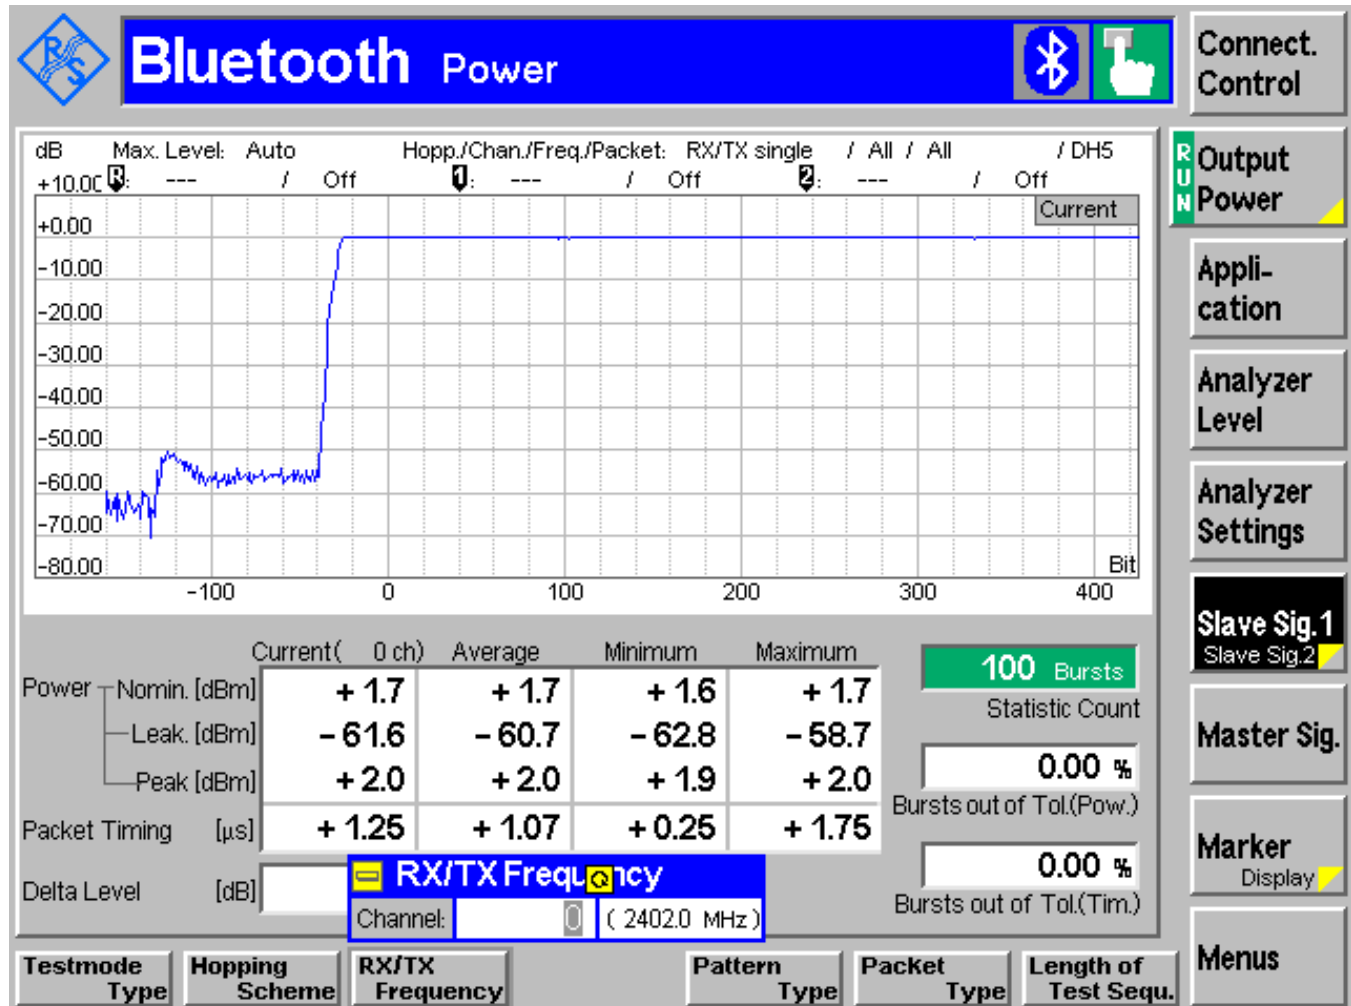 R S Bluetooth Power
Connect. Control
dB Max. Level: Auto Hopp./Chan./Freq./Packet: RX/TX single / All / All / DH5
+10.00 R: --- / Off 1: --- / Off 2: --- / Off
Current
RUN Output Power
+0.00
-10.00
-20.00
-30.00
-40.00
-50.00
-60.00
-70.00
-80.00
Bit
-100 0 100 200 300 400
Appli-
cation
Analyzer
Level
Analyzer
Settings
Slave Sig.1
Slave Sig.2
Master Sig.
Marker
Display
Menus
Current( 0 ch) Average Minimum Maximum
Power Nomin. [dBm] + 1.7 + 1.7 + 1.6 + 1.7
Leak. [dBm] - 61.6 - 60.7 - 62.8 - 58.7
Peak [dBm] + 2.0 + 2.0 + 1.9 + 2.0
Packet Timing [µs] + 1.25 + 1.07 + 0.25 + 1.75
Delta Level [dB]
100 Bursts
Statistic Count
0.00 %
Bursts out of Tol.(Pow.)
0.00 %
Bursts out of Tol.(Tim.)
RX/TX Frequency
Channel: 0 ( 2402.0 MHz )
Testmode Type
Hopping Scheme
RX/TX Frequency
Pattern Type
Packet Type
Length of Test Sequ.